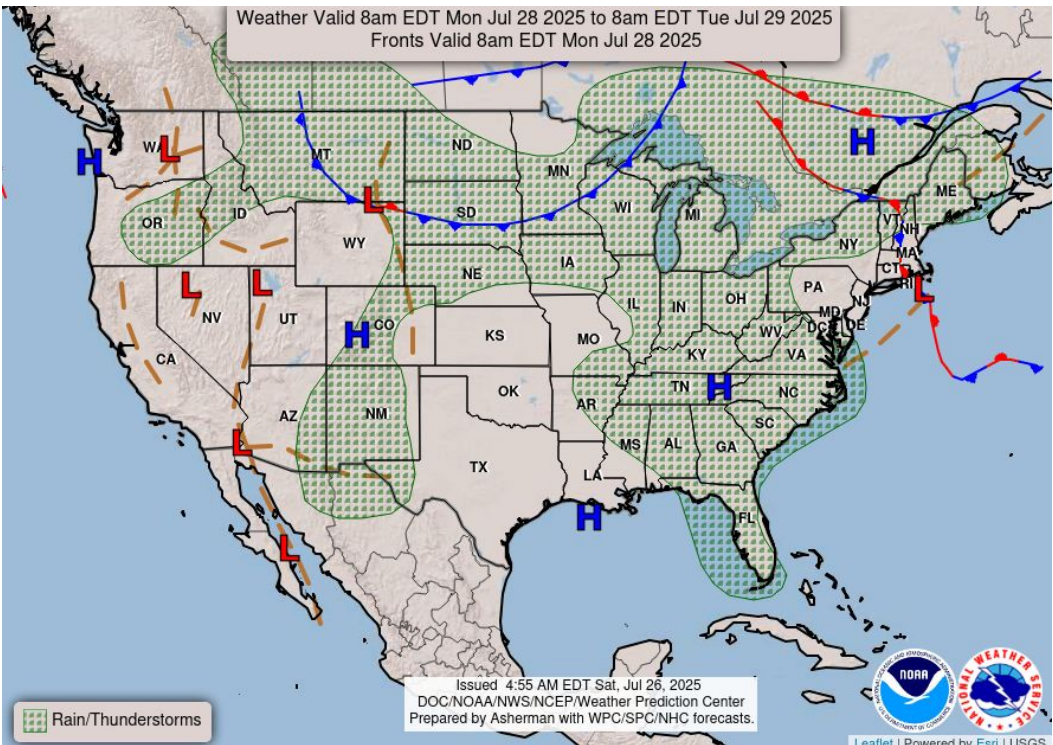 Weather Valid 8am EDT Mon Jul 28 2025 to 8am EDT Tue Jul 29 2025
Fronts Valid 8am EDT Mon Jul 28 2025
WA
L
H
MT
ND
MN
H
ME
OR
ID
L
SD
WI
MI
VT
NH
WY
NY
MA
CT
RI
L
L
L
NV
UT
NE
IA
IL
IN
OH
PA
NJ
MD
DE
DC
H
CO
KS
MO
WV
VA
KY
CA
AZ
NM
OK
AR
TN
H
NC
SC
L
TX
MS
AL
GA
LA
H
FL
L
Issued 4:55 AM EDT Sat, Jul 26, 2025
DOC/NOAA/NWS/NCEP/Weather Prediction Center
Prepared by Asherman with WPC/SPC/NHC forecasts.
Rain/Thunderstorms
NOAA
NATIONAL WEATHER SERVICE
Leaflet | Powered by Esri | USGS